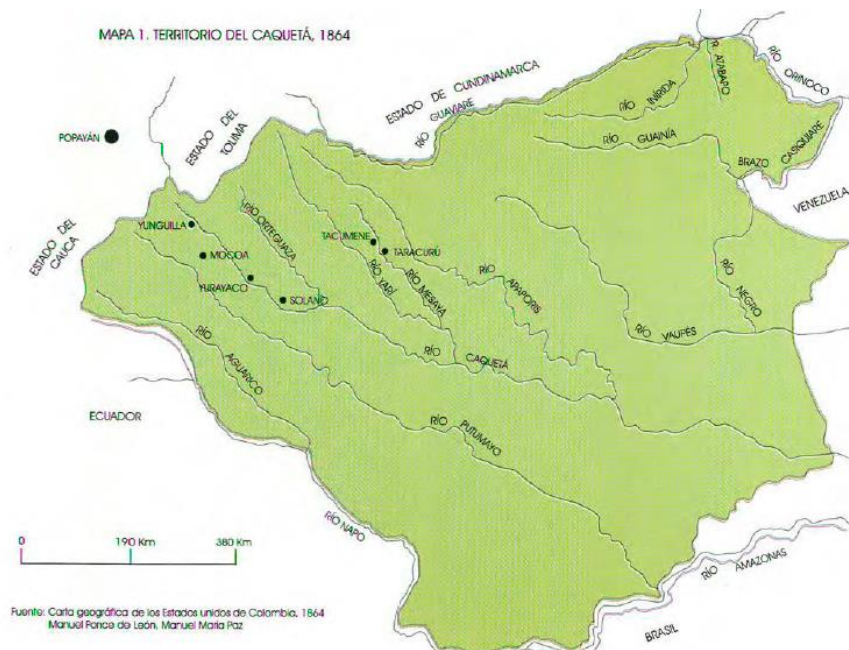 MAPA 1. TERRITORIO DEL CAQUETÁ, 1864
POPAYÁN
ESTADO DEL
TOLIMA
ESTADO DE CUNDINAMARCA
RÍO GUAVIARE
RÍO INÍRIDA
R. ATABAPO
RÍO ORINOCO
RÍO GUAINÍA
BRAZO CASIQUIARE
VENEZUELA
ESTADO DEL
CAUCA
YUNGUILLA
MOCOA
YURAYACO
SOLANO
RÍO ORTEGUAZA
TACUMENE
TARACURÚ
RÍO YARÍ
RÍO MESAYA
RÍO APAPORIS
RÍO NEGRO
RÍO VAUPÉS
RÍO CAQUETÁ
RÍO AGUARICO
ECUADOR
RÍO PUTUMAYO
RÍO NAPO
RÍO AMAZONAS
BRASIL
0 190 Km 380 Km
Fuente: Carta geográfica de los Estados unidos de Colombia, 1864
Manuel Ponce de León, Manuel María Paz